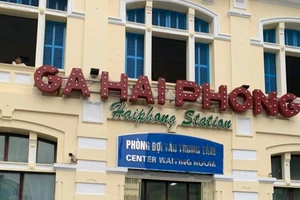 GA HẢI PHÒNG
Haiphong Station
PHÒNG ĐỢI TÀU TRUNG TÂM
CENTER WAITING ROOM